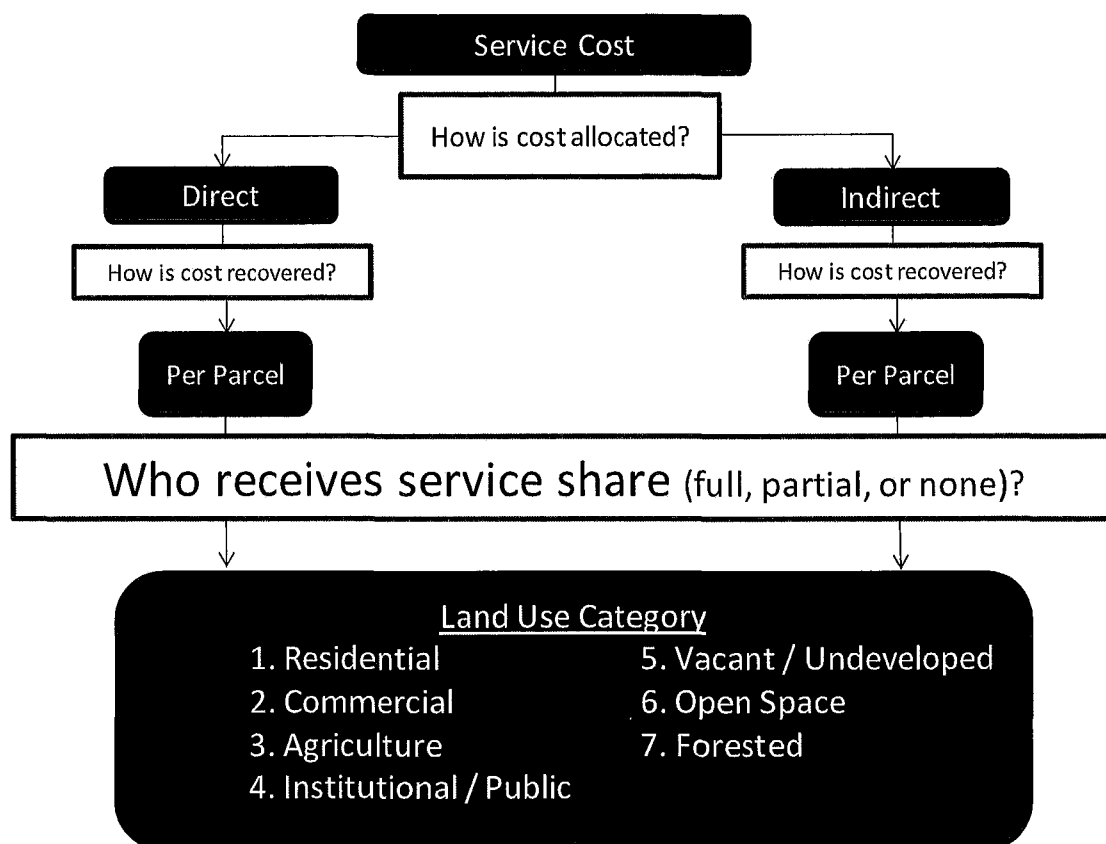 Service Cost
How is cost allocated?
Direct
Indirect
How is cost recovered?
How is cost recovered?
Per Parcel
Per Parcel
Who receives service share (full, partial, or none)?
Land Use Category
1. Residential
2. Commercial
3. Agriculture
4. Institutional / Public
5. Vacant / Undeveloped
6. Open Space
7. Forested